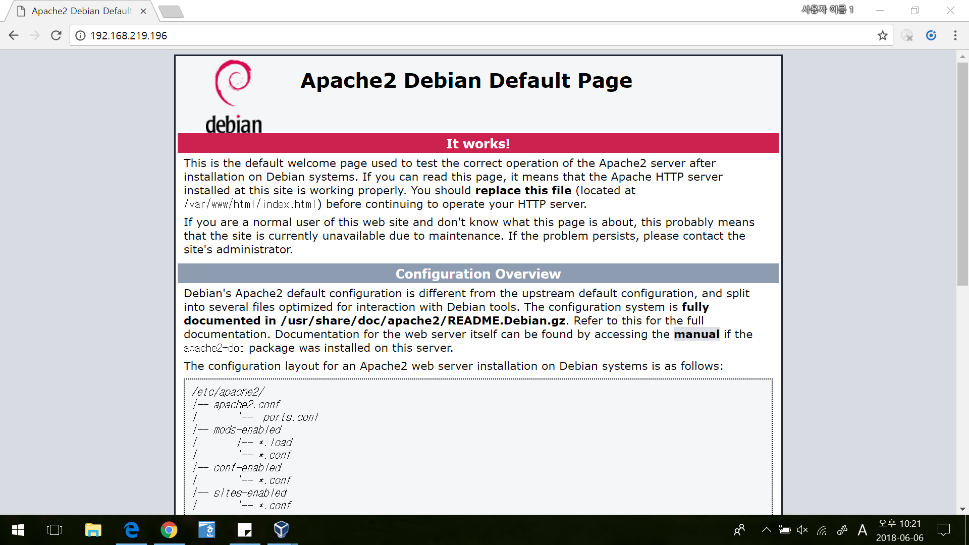 Apache2 Debian Default
사용자 이름 1
192.168.219.196
debian
Apache2 Debian Default Page
It works!
This is the default welcome page used to test the correct operation of the Apache2 server after
installation on Debian systems. If you can read this page, it means that the Apache HTTP server
installed at this site is working properly. You should replace this file (located at
/var/www/html/index.html) before continuing to operate your HTTP server.
If you are a normal user of this web site and don't know what this page is about, this probably means
that the site is currently unavailable due to maintenance. If the problem persists, please contact the
site's administrator.
Configuration Overview
Debian's Apache2 default configuration is different from the upstream default configuration, and split
into several files optimized for interaction with Debian tools. The configuration system is fully
documented in /usr/share/doc/apache2/README.Debian.gz. Refer to this for the full
documentation. Documentation for the web server itself can be found by accessing the manual if the
apache2-doc package was installed on this server.
The configuration layout for an Apache2 web server installation on Debian systems is as follows:
/etc/apache2/
|-- apache2.conf
|       `--  ports.conf
|-- mods-enabled
|       |-- *.load
|       `-- *.conf
|-- conf-enabled
|       `-- *.conf
|-- sites-enabled
|       `-- *.conf
A
오후 10:21
2018-06-06